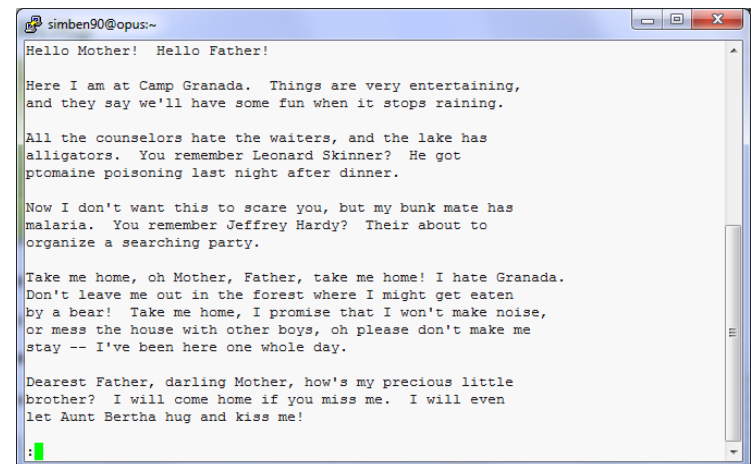 simben90@opus:~
Hello Mother!  Hello Father!
Here I am at Camp Granada.  Things are very entertaining,
and they say we'll have some fun when it stops raining.
All the counselors hate the waiters, and the lake has
alligators.  You remember Leonard Skinner?  He got
ptomaine poisoning last night after dinner.
Now I don't want this to scare you, but my bunk mate has
malaria.  You remember Jeffrey Hardy?  Their about to
organize a searching party.
Take me home, oh Mother, Father, take me home! I hate Granada.
Don't leave me out in the forest where I might get eaten
by a bear!  Take me home, I promise that I won't make noise,
or mess the house with other boys, oh please don't make me
stay -- I've been here one whole day.
Dearest Father, darling Mother, how's my precious little
brother?  I will come home if you miss me.  I will even
let Aunt Bertha hug and kiss me!
: